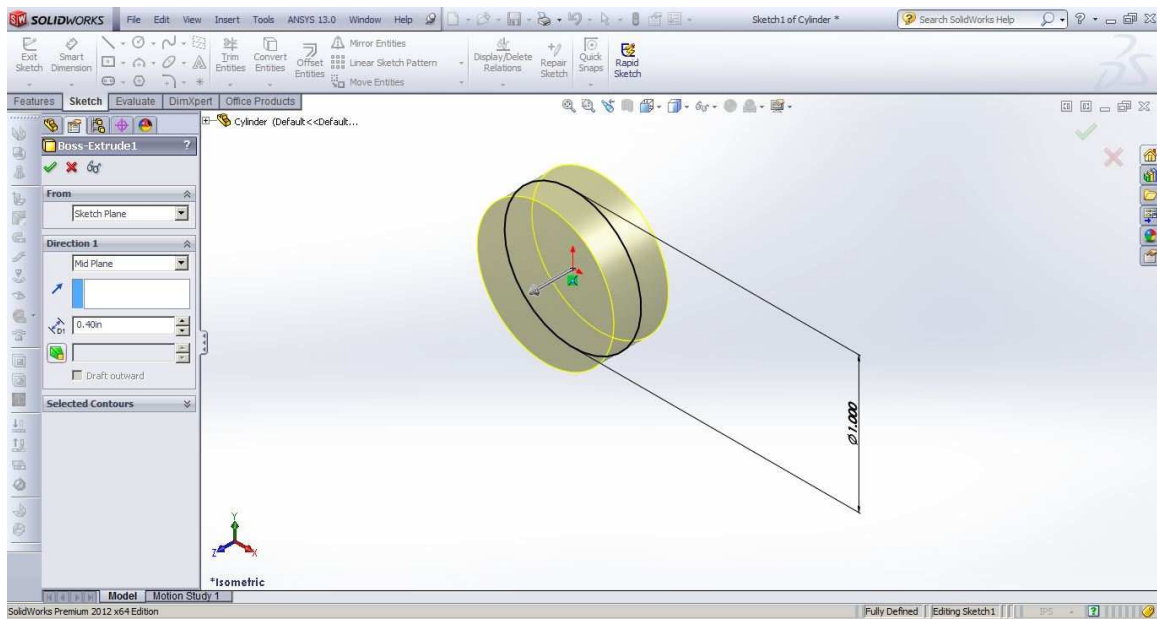 SOLIDWORKS File Edit View Insert Tools ANSYS 13.0 Window Help Sketch1 of Cylinder * Search SolidWorks Help
Exit Sketch Smart Dimension Trim Entities Convert Entities Offset Entities Mirror Entities Linear Sketch Pattern Move Entities Display/Delete Relations Repair Sketch Quick Snaps Rapid Sketch
Features Sketch Evaluate DimXpert Office Products
Cylinder (Default<<Default...
Boss-Extrude1 ?
From
Sketch Plane
Direction 1
Mid Plane
D1 0.40in
Draft outward
Selected Contours
Ø1.000
Y
Z X
*Isometric
Model Motion Study 1
SolidWorks Premium 2012 x64 Edition Fully Defined Editing Sketch1 IPS